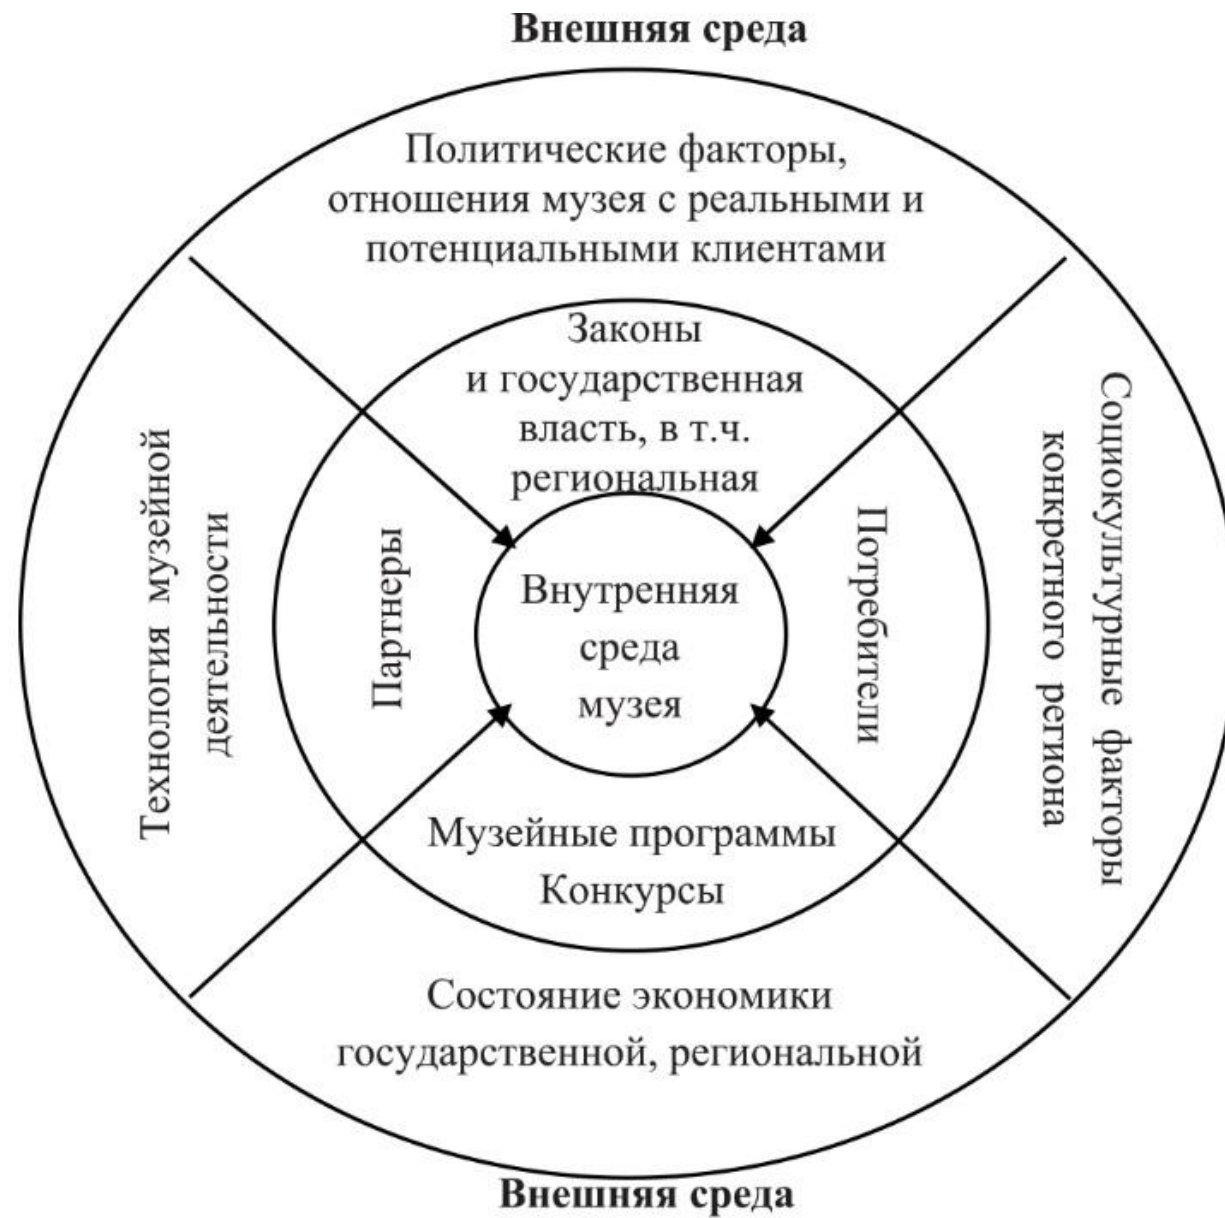 Внешняя среда
Политические факторы,
отношения музея с реальными и
потенциальными клиентами
Законы
и государственная
власть, в т.ч.
региональная
Технология музейной
деятельности
Партнеры
Внутренняя
среда
музея
Потребители
Социокультурные факторы
конкретного региона
Музейные программы
Конкурсы
Состояние экономики
государственной, региональной
Внешняя среда